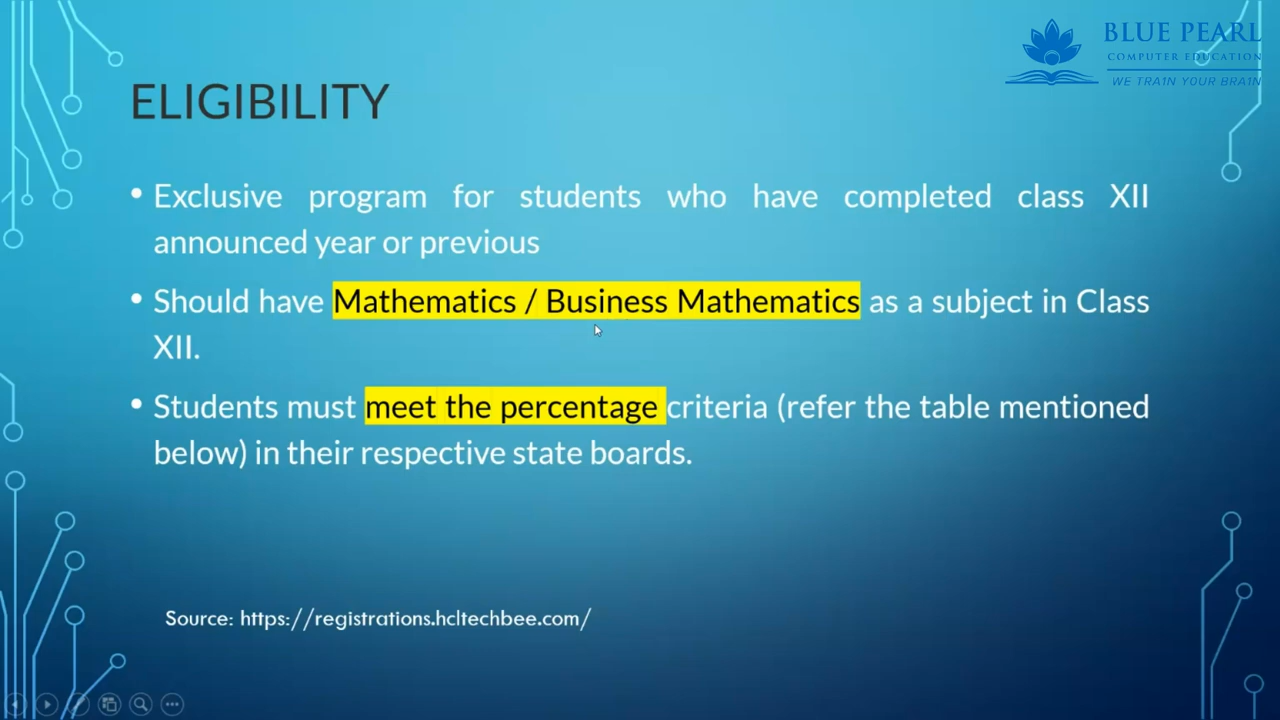 BLUE PEARL
COMPUTER EDUCATION
WE TRA1N YOUR BRA1N
ELIGIBILITY
• Exclusive program for students who have completed class XII
announced year or previous
• Should have Mathematics / Business Mathematics as a subject in Class
XII.
• Students must meet the percentage criteria (refer the table mentioned
below) in their respective state boards.
Source: https://registrations.hcltechbee.com/